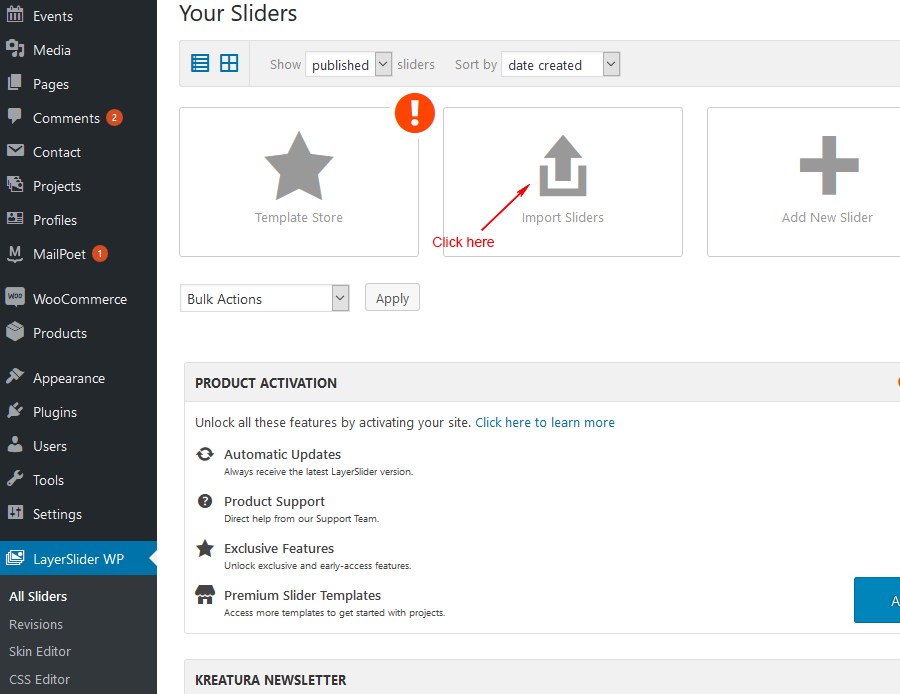 Events
Media
Pages
Comments 2
Contact
Projects
Profiles
MailPoet 1
WooCommerce
Products
Appearance
Plugins
Users
Tools
Settings
LayerSlider WP
All Sliders
Revisions
Skin Editor
CSS Editor
Your Sliders
Show published sliders Sort by date created
!
Template Store
Import Sliders
Click here
Add New Slider
Bulk Actions Apply
PRODUCT ACTIVATION
Unlock all these features by activating your site. Click here to learn more
Automatic Updates
Always receive the latest LayerSlider version.
Product Support
Direct help from our Support Team.
Exclusive Features
Unlock exclusive and early-access features.
Premium Slider Templates
Access more templates to get started with projects.
A
KREATURA NEWSLETTER